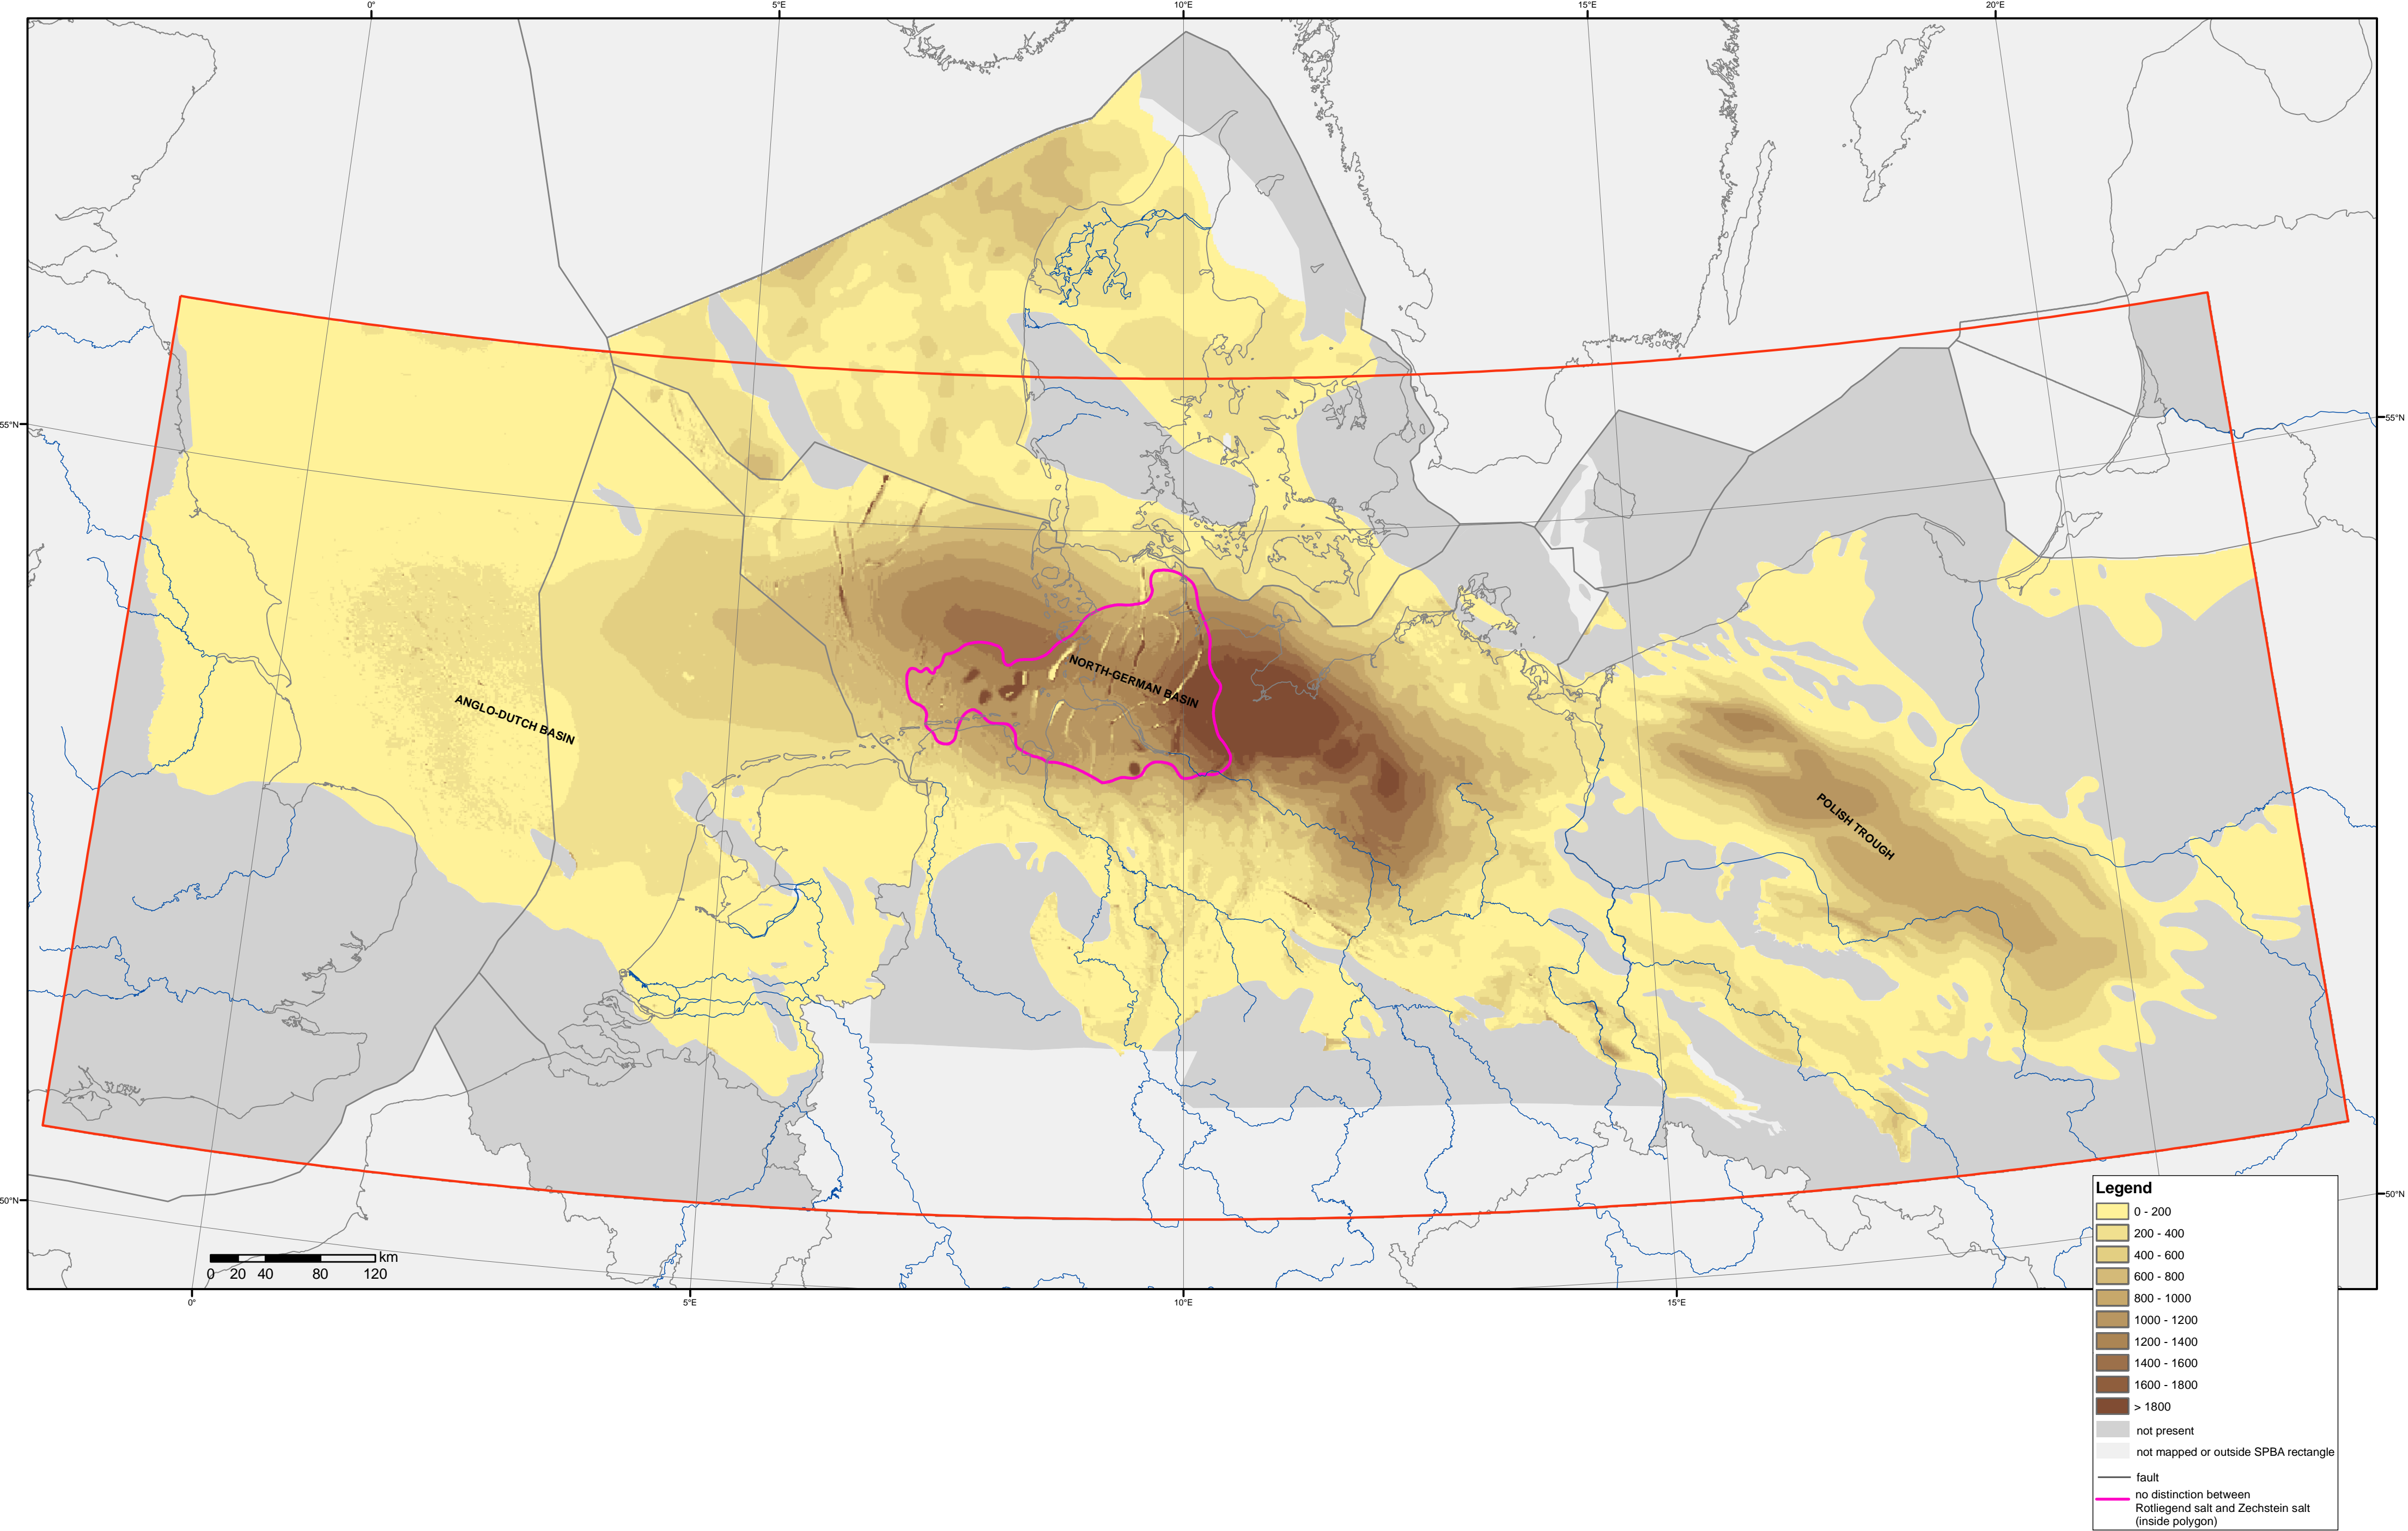 0° 5°E 10°E 15°E 20°E
55°N 55°N
NORTH-GERMAN BASIN
ANGLO-DUTCH BASIN
POLISH TROUGH
50°N 50°N
km
0 20 40 80 120
0° 5°E 10°E 15°E
Legend
0 - 200
200 - 400
400 - 600
600 - 800
800 - 1000
1000 - 1200
1200 - 1400
1400 - 1600
1600 - 1800
> 1800
not present
not mapped or outside SPBA rectangle
fault
no distinction between
Rotliegend salt and Zechstein salt
(inside polygon)